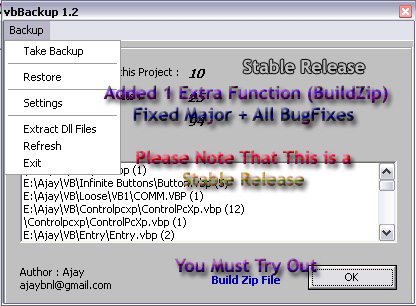 vbBackup 1.2
Backup
Take Backup
Restore
Settings
Extract Dll Files
Refresh
Exit
this Project : 10
25
94
Stable Release
Added 1 Extra Function (BuildZip)
Fixed Major + All BugFixes
Please Note That This is a
Stable Release
E:\Ajay\VB\Infinite Buttons\Button.vbp (5)
E:\Ajay\VB\Loose\VB1\COMM.VBP (1)
E:\Ajay\VB\Controlpcxp\ContrlPcXp.vbp (12)
\Controlpcxp\ContrlPcXp.vbp (1)
E:\Ajay\VB\Entry\Entry.vbp (2)
Author : Ajay
ajaybnl@gmail.com
You Must Try Out
Build Zip File
OK